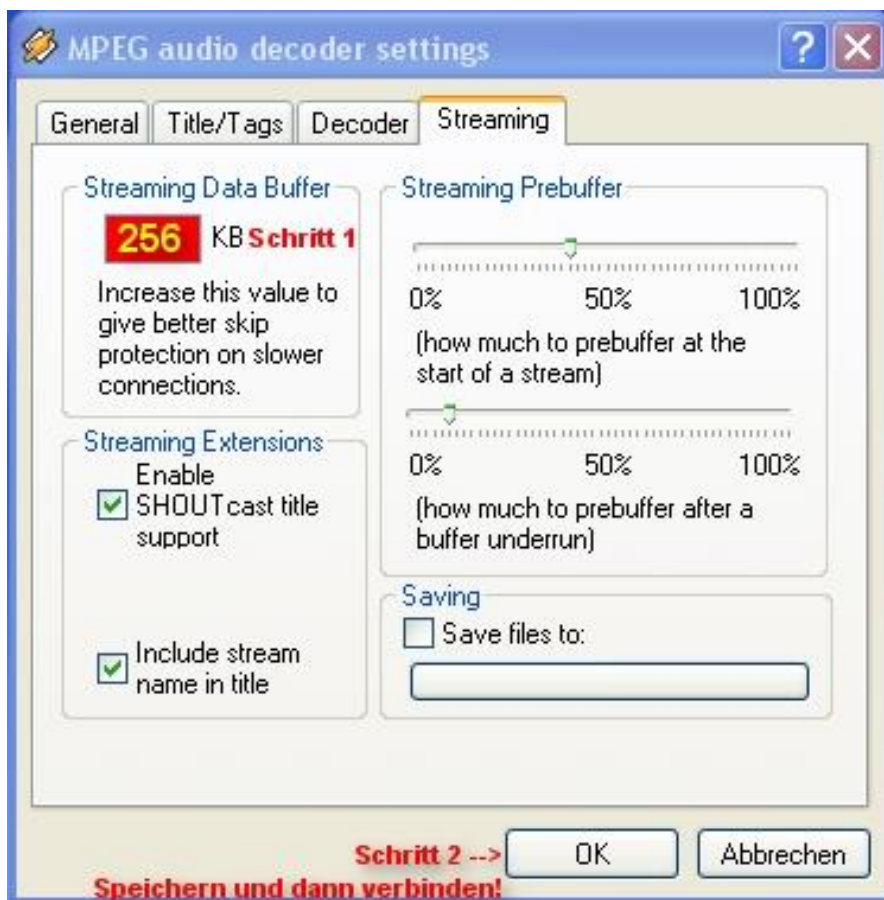 MPEG audio decoder settings
?
General Title/Tags Decoder Streaming
Streaming Data Buffer
256 KB Schritt 1
Increase this value to
give better skip
protection on slower
connections.
Streaming Extensions
Enable
SHOUTcast title
support
Include stream
name in title
Streaming Prebuffer
0% 50% 100%
(how much to prebuffer at the
start of a stream)
0% 50% 100%
(how much to prebuffer after a
buffer underrun)
Saving
Save files to:
Schritt 2 --> OK Abbrechen
Speichern und dann verbinden!